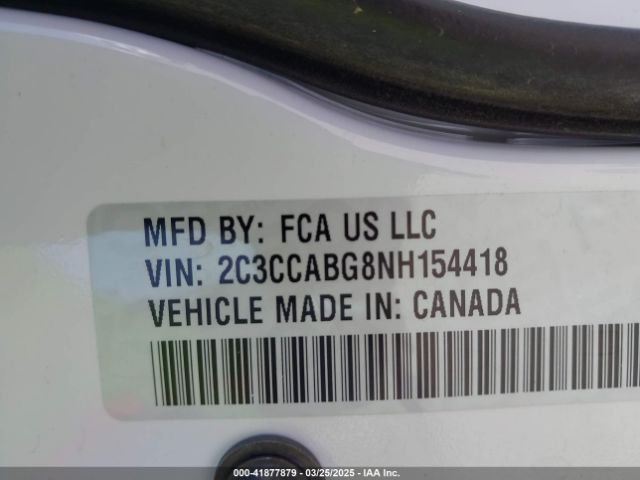 MFD BY: FCA US LLC
VIN: 2C3CCABG8NH154418
VEHICLE MADE IN: CANADA
000-41877879 - 03/25/2025 - IAA Inc.